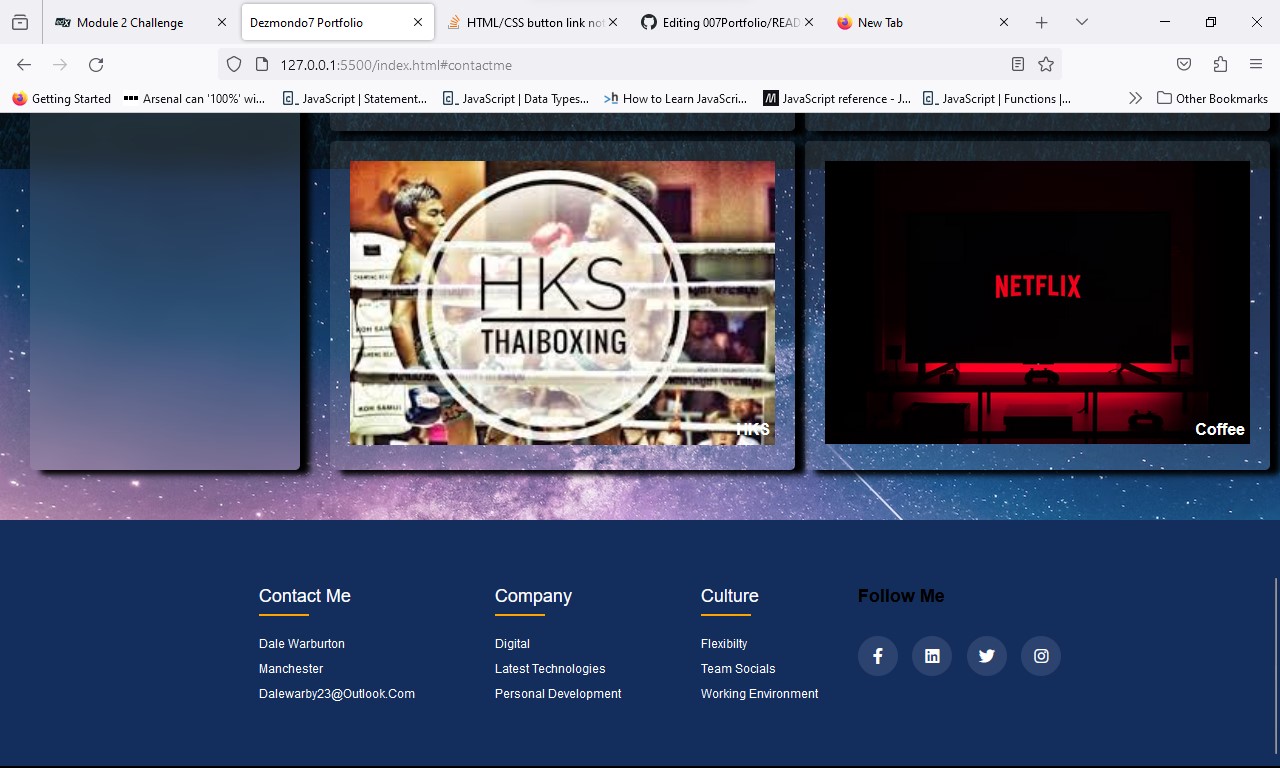 Module 2 Challenge
Dezmondo7 Portfolio
HTML/CSS button link not
Editing 007Portfolio/READ
New Tab
127.0.0.1:5500/index.html#contactme
Getting Started
Arsenal can '100%' wi...
JavaScript | Statement...
JavaScript | Data Types...
How to Learn JavaScri...
JavaScript reference - J...
JavaScript | Functions |...
Other Bookmarks
HKS
THAIBOXING
KOH SAMUI
HKS
NETFLIX
Coffee
Contact Me
Company
Culture
Follow Me
Dale Warburton
Digital
Flexibilty
Manchester
Latest Technologies
Team Socials
Dalewarby23@Outlook.Com
Personal Development
Working Environment